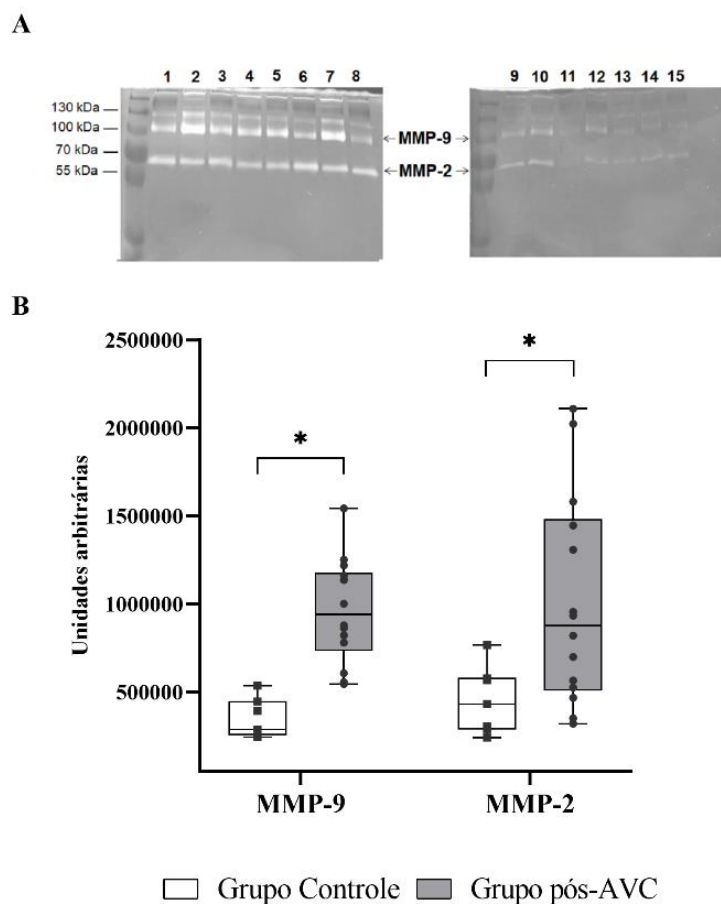 A
1 2 3 4 5 6 7 8
9 10 11 12 13 14 15
130 kDa
100 kDa
70 kDa
55 kDa
MMP-9
MMP-2
B
2500000
2000000
1500000
1000000
500000
Unidades arbitrárias
*
*
MMP-9 MMP-2
Grupo Controle Grupo pós-AVC